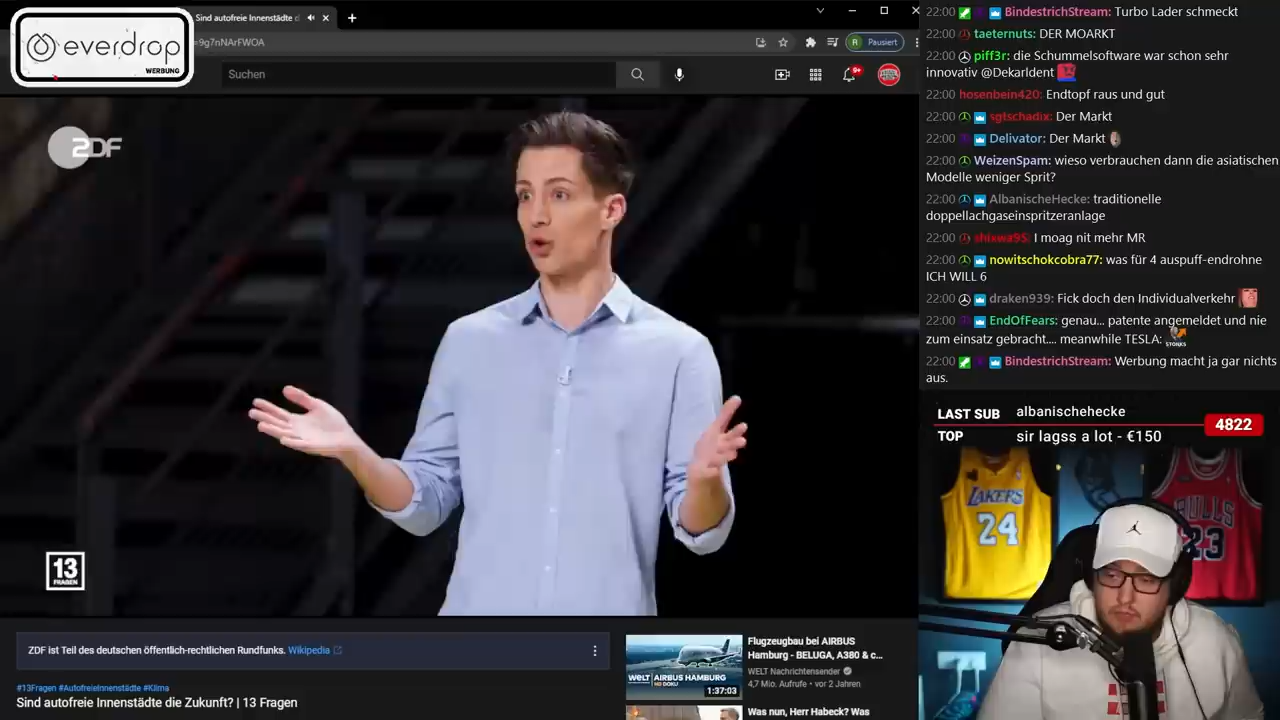 everdrop
WERBUNG
Sind autofreie Innenstädte d
=9g7nNArFWOA
R Pausiert
Suchen
9+
ZDF
13
FRAGEN
ZDF ist Teil des deutschen öffentlich-rechtlichen Rundfunks. Wikipedia
#13Fragen #AutofreieInnenstädte #Klima
Sind autofreie Innenstädte die Zukunft? | 13 Fragen
WELT AIRBUS HAMBURG
DOKU
1:37:03
Flugzeugbau bei AIRBUS
Hamburg - BELUGA, A380 & c...
WELT Nachrichtensender
4,7 Mio. Aufrufe • vor 2 Jahren
Was nun, Herr Habeck? Was
22:00 BindestrichStream: Turbo Lader schmeckt
22:00 taeternuts: DER MOARKT
22:00 piff3r: die Schummelsoftware war schon sehr
innovativ @DekarIdent
22:00 hosenbein420: Endtopf raus und gut
22:00 sgtschadix: Der Markt
22:00 Delivator: Der Markt
22:00 WeizenSpam: wieso verbrauchen dann die asiatischen
Modelle weniger Sprit?
22:00 AlbanischeHecke: traditionelle
doppellachgaseinspritzeranlage
22:00 shixwa95: I moag nit mehr MR
22:00 nowitschokcobra77: was für 4 auspuff-endrohne
ICH WILL 6
22:00 draken939: Fick doch den Individualverkehr
22:00 EndOfFears: genau... patente angemeldet und nie
zum einsatz gebracht.... meanwhile TESLA:
STONKS
22:00 BindestrichStream: Werbung macht ja gar nichts
aus.
LAST SUB albanischehecke
4822
TOP sir lagss a lot - €150
LAKERS
24
BULLS
23